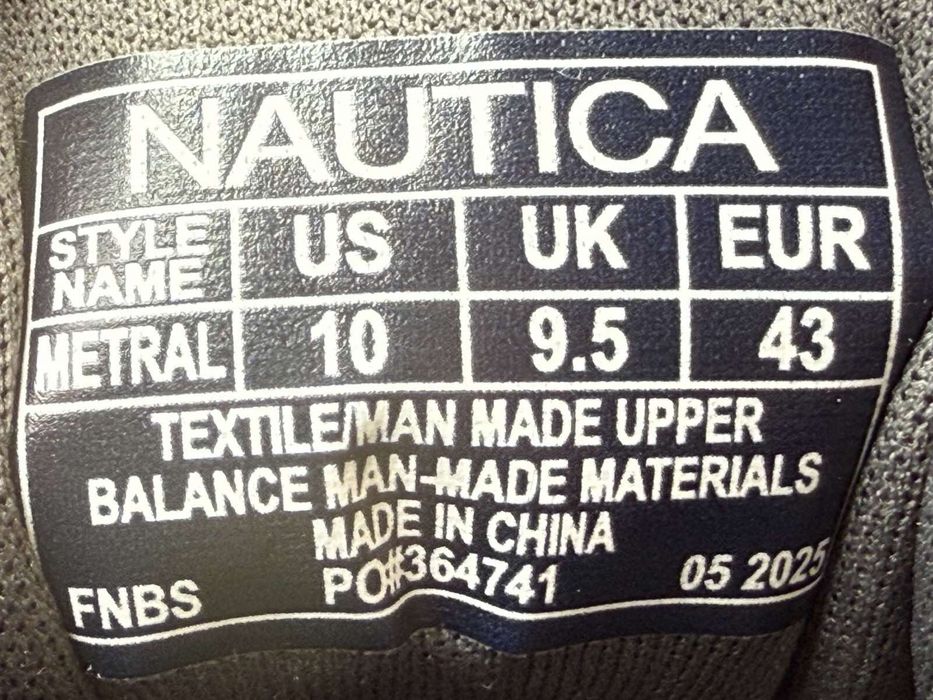 NAUTICA
STYLE NAME US UK EUR
METRAL 10 9.5 43
TEXTILE/MAN MADE UPPER
BALANCE MAN-MADE MATERIALS
MADE IN CHINA
FNBS PO#364741 05 2025